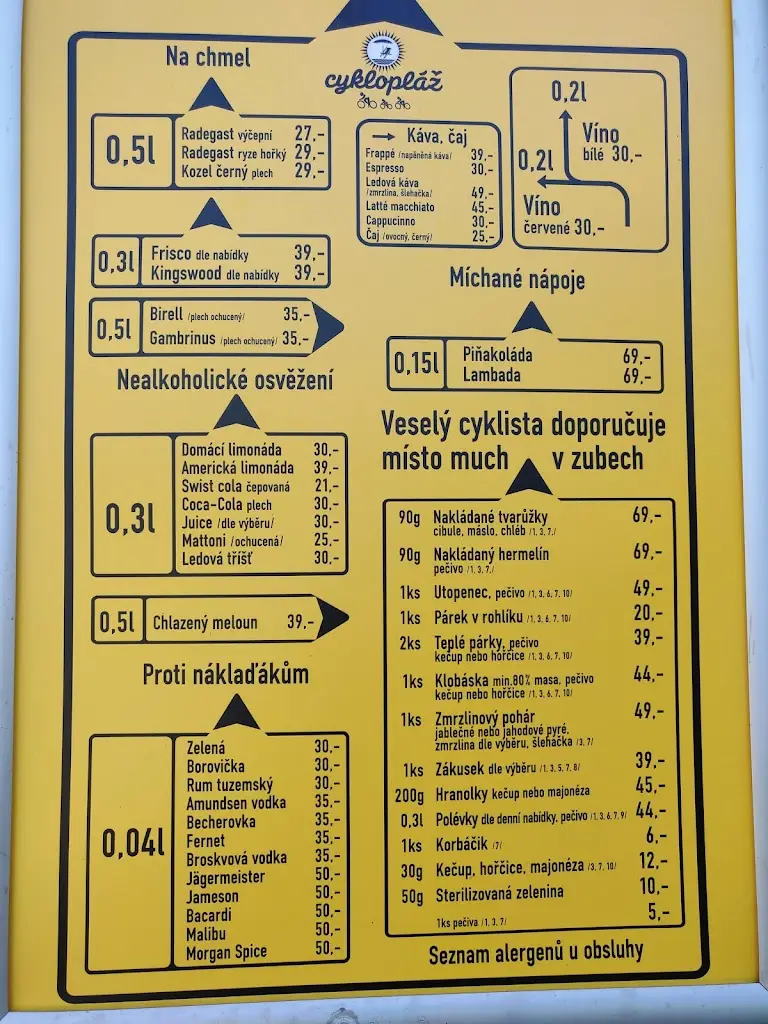 cyklopláž
Na chmel
0,5l
Radegast výčepní 27,-
Radegast ryze hořký 29,-
Kozel černý plech 29,-
0,3l
Frisco dle nabídky 39,-
Kingswood dle nabídky 39,-
0,5l
Birell /plech ochucený/ 35,-
Gambrinus /plech ochucený/ 35,-
Nealkoholické osvěžení
0,3l
Domácí limonáda 30,-
Americká limonáda 39,-
Swist cola čepovaná 21,-
Coca-Cola plech 30,-
Juice /dle výběru/ 30,-
Mattoni /ochucená/ 25,-
Ledová tříšť 30,-
0,5l
Chlazený meloun 39,-
Proti náklaďákům
0,04l
Zelená 30,-
Borovička 30,-
Rum tuzemský 30,-
Amundsen vodka 35,-
Becherovka 35,-
Fernet 35,-
Broskvová vodka 35,-
Jägermeister 50,-
Jameson 50,-
Bacardi 50,-
Malibu 50,-
Morgan Spice 50,-
Káva, čaj
Frappé /napěněná káva/ 39,-
Espresso 30,-
Ledová káva
/zmrzlina, šlehačka/ 49,-
Latté macchiato 45,-
Cappucinno 30,-
Čaj /ovocný, černý/ 25,-
0,2l
Víno
bílé 30,-
0,2l
Víno
červené 30,-
Míchané nápoje
0,15l
Piňakoláda 69,-
Lambada 69,-
Veselý cyklista doporučuje
místo much v zubech
90g Nakládané tvarůžky 69,-
cibule, máslo, chléb /1, 3, 7,/
90g Nakládaný hermelín 69,-
pečivo /1, 3, 7,/
1ks Utopenec, pečivo /1, 3, 6, 7, 10/ 49,-
1ks Párek v rohlíku /1, 3, 6, 7, 10/ 20,-
2ks Teplé párky, pečivo 39,-
kečup nebo hořčice /1, 3, 6, 7, 10/
1ks Klobáska min.80% masa, pečivo 44,-
kečup nebo hořčice /1, 3, 6, 7, 10/
1ks Zmrzlinový pohár 49,-
jablečné nebo jahodové pyré,
zmrzlina dle výběru, šlehačka /3, 7/
1ks Zákusek dle výběru /1, 3, 5, 7, 8/ 39,-
200g Hranolky kečup nebo majonéza 45,-
0,3l Polévky dle denní nabídky, pečivo /1, 3, 6, 7, 9/ 44,-
1ks Korbáčik /7/ 6,-
30g Kečup, hořčice, majonéza /3, 7, 10/ 12,-
50g Sterilizovaná zelenina 10,-
1ks pečiva /1, 3, 7/ 5,-
Seznam alergenů u obsluhy